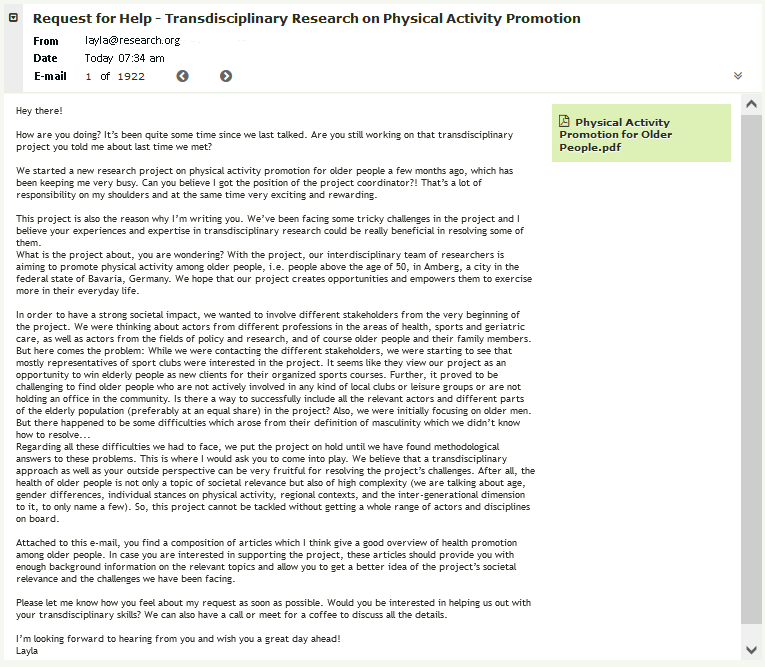 Request for Help - Transdisciplinary Research on Physical Activity Promotion
From layla@research.org
Date Today 07:34 am
E-mail 1 of 1922
Hey there!
How are you doing? It's been quite some time since we last talked. Are you still working on that transdisciplinary
project you told me about last time we met?
We started a new research project on physical activity promotion for older people a few months ago, which has
been keeping me very busy. Can you believe I got the position of the project coordinator?! That's a lot of
responsibility on my shoulders and at the same time very exciting and rewarding.
This project is also the reason why I'm writing you. We've been facing some tricky challenges in the project and I
believe your experiences and expertise in transdisciplinary research could be really beneficial in resolving some of
them.
What is the project about, you are wondering? With the project, our interdisciplinary team of researchers is
aiming to promote physical activity among older people, i.e. people above the age of 50, in Amberg, a city in the
federal state of Bavaria, Germany. We hope that our project creates opportunities and empowers them to exercise
more in their everyday life.
In order to have a strong societal impact, we wanted to involve different stakeholders from the very beginning of
the project. We were thinking about actors from different professions in the areas of health, sports and geriatric
care, as well as actors from the fields of policy and research, and of course older people and their family members.
But here comes the problem: While we were contacting the different stakeholders, we were starting to see that
mostly representatives of sport clubs were interested in the project. It seems like they view our project as an
opportunity to win elderly people as new clients for their organized sports courses. Further, it proved to be
challenging to find older people who are not actively involved in any kind of local clubs or leisure groups or are not
holding an office in the community. Is there a way to successfully include all the relevant actors and different parts
of the elderly population (preferably at an equal share) in the project? Also, we were initially focusing on older men.
But there happened to be some difficulties which arose from their definition of masculinity which we didn't know
how to resolve...
Regarding all these difficulties we had to face, we put the project on hold until we have found methodological
answers to these problems. This is where I would ask you to come into play. We believe that a transdisciplinary
approach as well as your outside perspective can be very fruitful for resolving the project's challenges. After all, the
health of older people is not only a topic of societal relevance but also of high complexity (we are talking about age,
gender differences, individual stances on physical activity, regional contexts, and the inter-generational dimension
to it, to only name a few). So, this project cannot be tackled without getting a whole range of actors and disciplines
on board.
Attached to this e-mail, you find a composition of articles which I think give a good overview of health promotion
among older people. In case you are interested in supporting the project, these articles should provide you with
enough background information on the relevant topics and allow you to get a better idea of the project's societal
relevance and the challenges we have been facing.
Please let me know how you feel about my request as soon as possible. Would you be interested in helping us out with
your transdisciplinary skills? We can also have a call or meet for a coffee to discuss all the details.
I'm looking forward to hearing from you and wish you a great day ahead!
Layla
Physical Activity
Promotion for Older
People.pdf